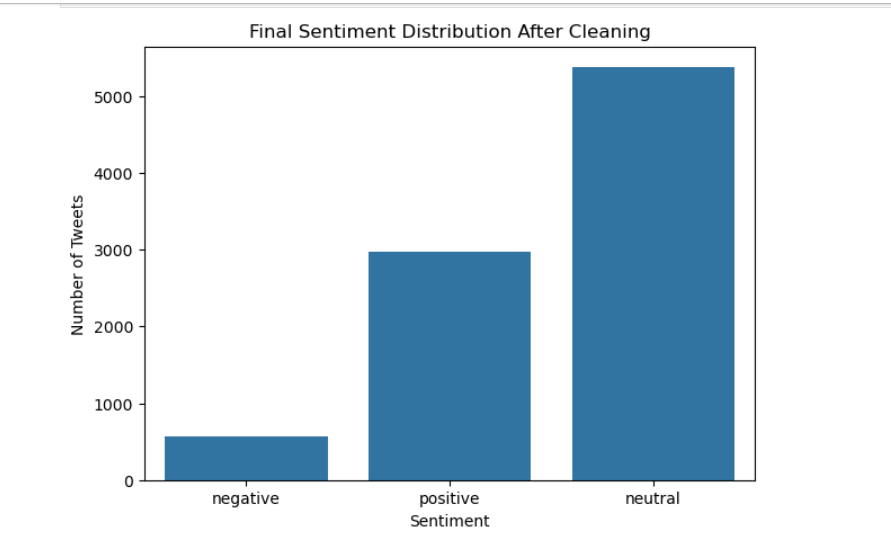 Final Sentiment Distribution After Cleaning
Number of Tweets
5000
4000
3000
2000
1000
0
negative positive neutral
Sentiment